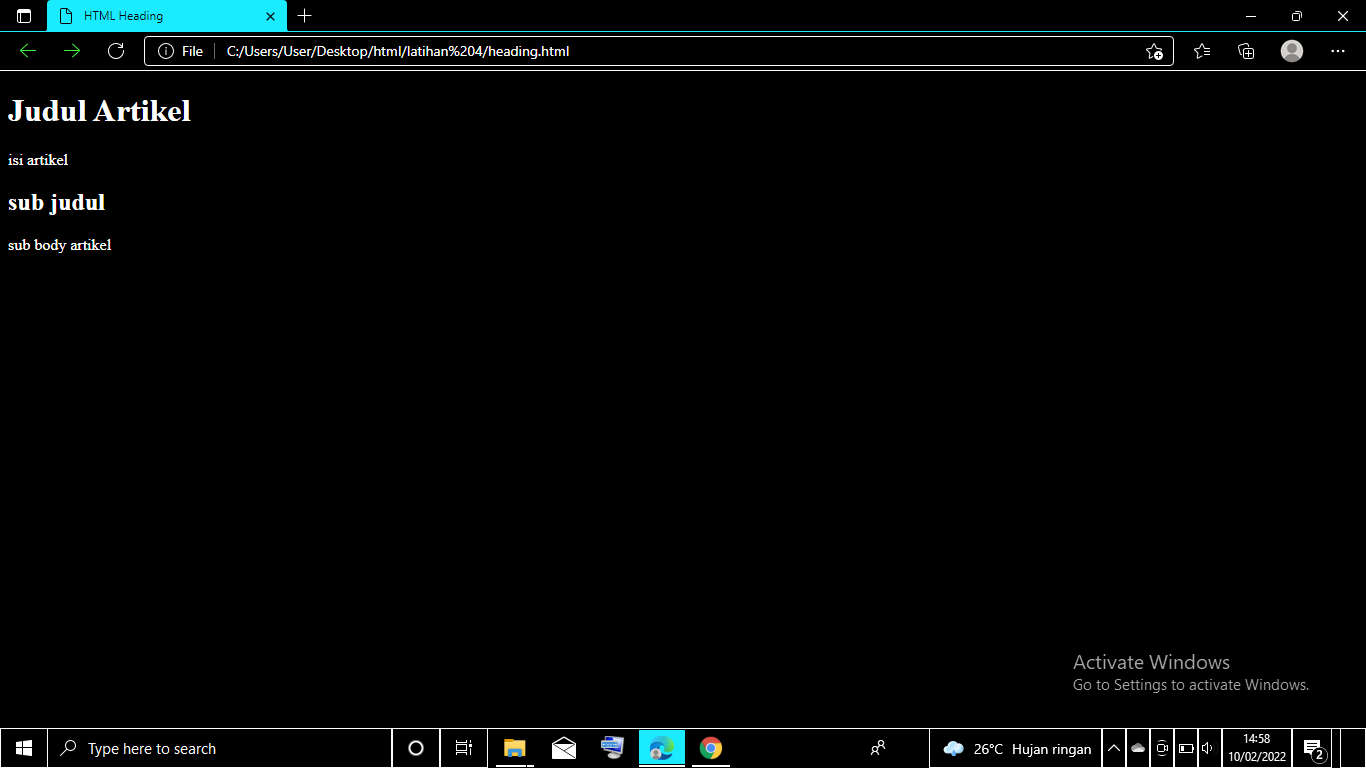 HTML Heading
File
C:/Users/User/Desktop/html/latihan%204/heading.html
Judul Artikel
isi artikel
sub judul
sub body artikel
Activate Windows
Go to Settings to activate Windows.
Type here to search
26°C Hujan ringan
14:58
10/02/2022
2